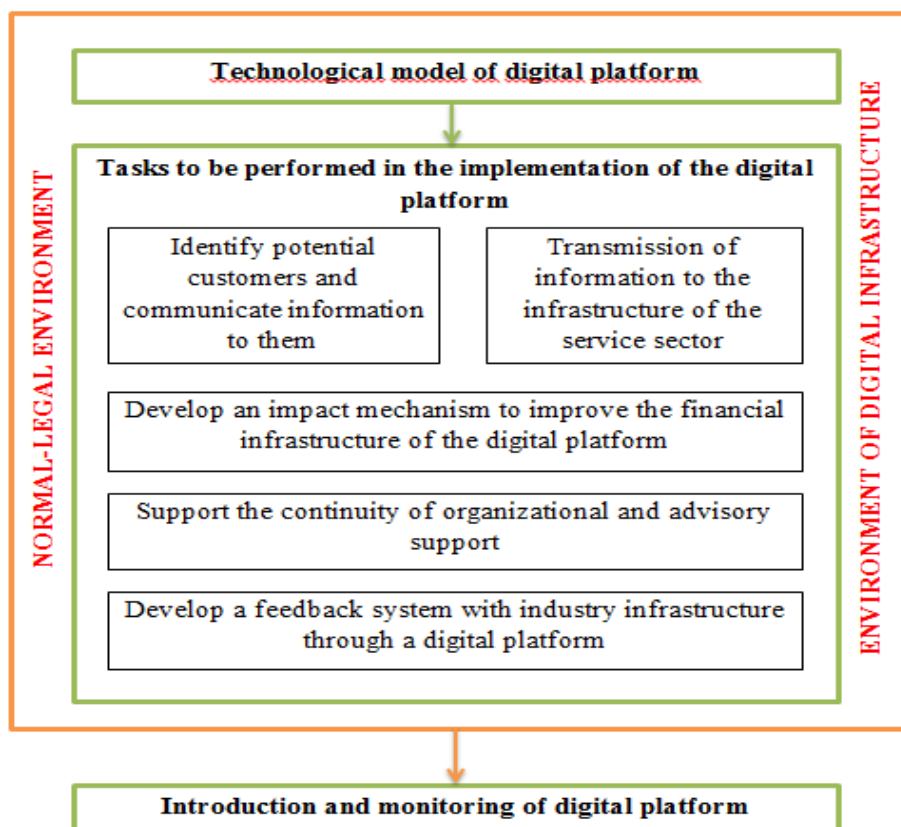 Technological model of digital platform
NORMAL-LEGAL ENVIRONMENT
ENVIRONMENT OF DIGITAL INFRASTRUCTURE
Tasks to be performed in the implementation of the digital
platform
Identify potential
customers and
communicate information
to them
Transmission of
information to the
infrastructure of the
service sector
Develop an impact mechanism to improve the financial
infrastructure of the digital platform
Support the continuity of organizational and advisory
support
Develop a feedback system with industry infrastructure
through a digital platform
Introduction and monitoring of digital platform